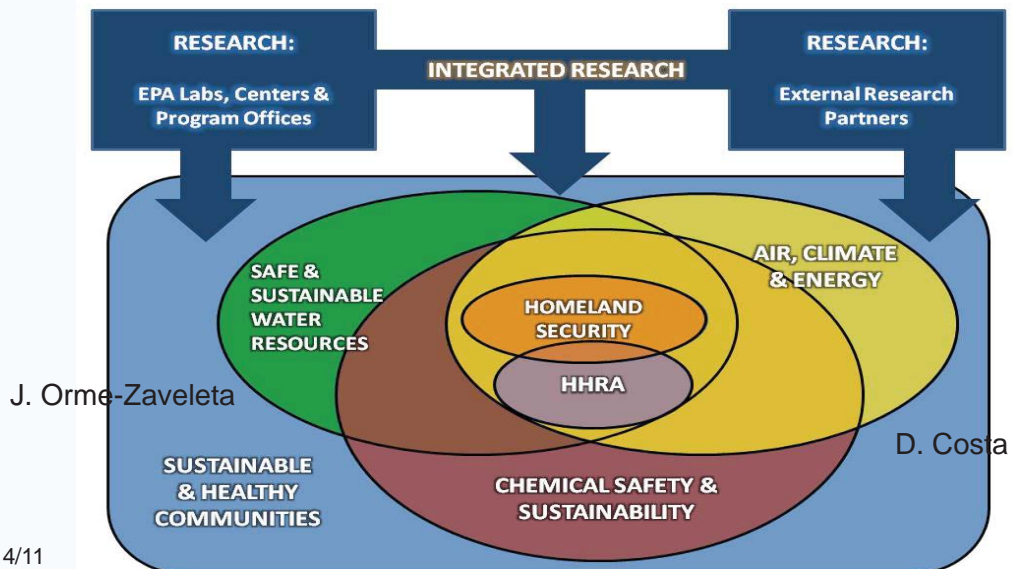 RESEARCH:
EPA Labs, Centers &
Program Offices
INTEGRATED RESEARCH
RESEARCH:
External Research
Partners
SAFE &
SUSTAINABLE
WATER
RESOURCES
AIR, CLIMATE
& ENERGY
HOMELAND
SECURITY
HHRA
J. Orme-Zaveleta
D. Costa
SUSTAINABLE
& HEALTHY
COMMUNITIES
CHEMICAL SAFETY &
SUSTAINABILITY
4/11